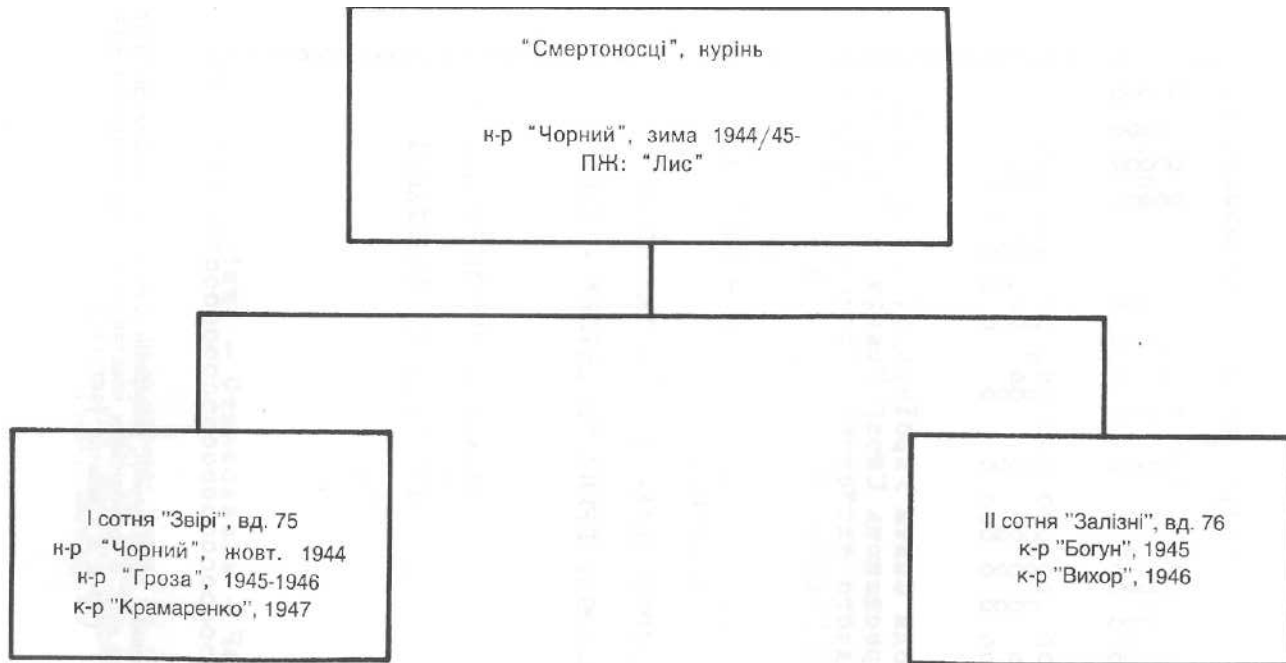 “Смертоносці”, курінь
к-р “Чорний”, зима 1944/45-
ПЖ: “Лис”
I сотня "Звірі", вд. 75
к-р “Чорний”, жовт. 1944
к-р “Гроза”, 1945-1946
к-р "Крамаренко", 1947
II сотня "Залізні", вд. 76
к-р "Богун", 1945
к-р "Вихор", 1946